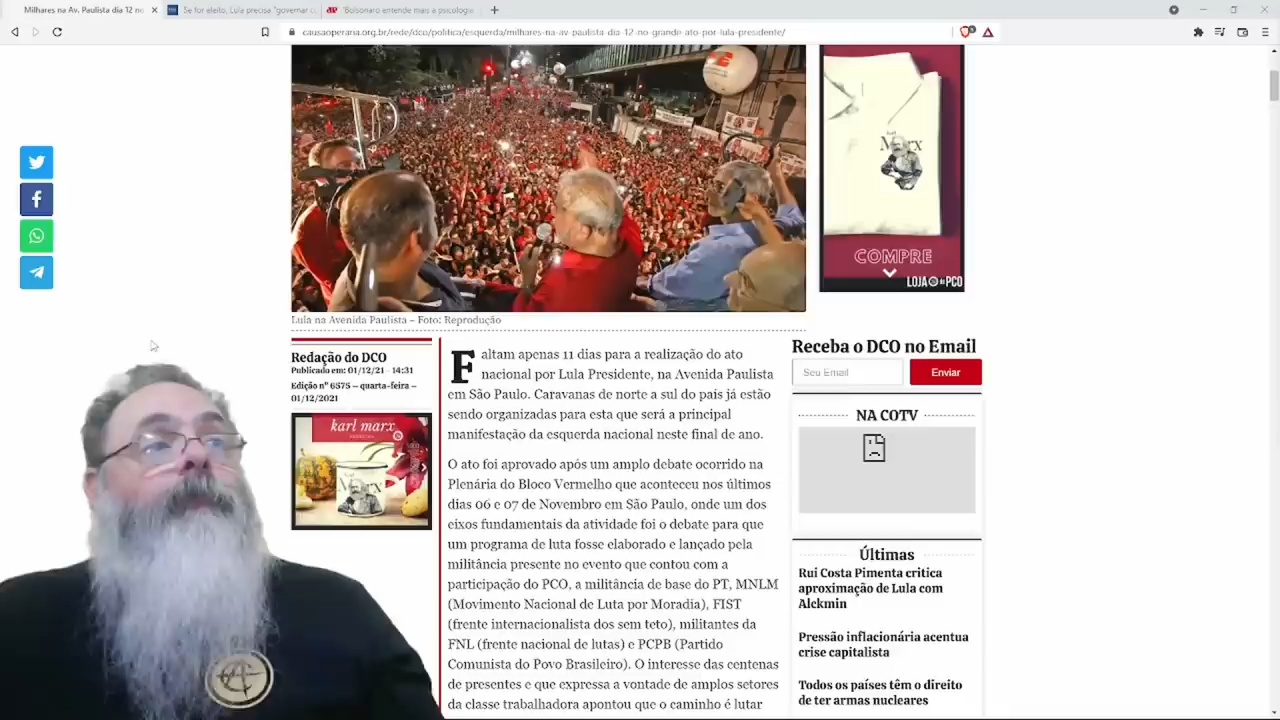 Milhares na Av. Paulista dia 12 no
Se for eleito, Lula precisa "governar co
"Bolsonaro entende mais a psicologi
causaoperaria.org.br/rede/dco/politica/esquerda/milhares-na-av-paulista-dia-12-no-grande-ato-por-lula-presidente/
Marx
COMPRE
LOJA do PCO
Lula na Avenida Paulista – Foto: Reprodução
Redação do DCO
Publicado em: 01/12/21 - 14:31
Edição nº 6575 – quarta-feira –
01/12/2021
karl marx
Marx
Faltam apenas 11 dias para a realização do ato
nacional por Lula Presidente, na Avenida Paulista
em São Paulo. Caravanas de norte a sul do país já estão
sendo organizadas para esta que será a principal
manifestação da esquerda nacional neste final de ano.
O ato foi aprovado após um amplo debate ocorrido na
Plenária do Bloco Vermelho que aconteceu nos últimos
dias 06 e 07 de Novembro em São Paulo, onde um dos
eixos fundamentais da atividade foi o debate para que
um programa de luta fosse elaborado e lançado pela
militância presente no evento que contou com a
participação do PCO, a militância de base do PT, MNLM
(Movimento Nacional de Luta por Moradia), FIST
(frente internacionalista dos sem teto), militantes da
FNL (frente nacional de lutas) e PCPB (Partido
Comunista do Povo Brasileiro). O interesse das centenas
de presentes e que expressa a vontade de amplos setores
da classe trabalhadora apontou que o caminho é lutar
Receba o DCO no Email
Seu Email
Enviar
NA COTV
Últimas
Rui Costa Pimenta critica
aproximação de Lula com
Alckmin
Pressão inflacionária acentua
crise capitalista
Todos os países têm o direito
de ter armas nucleares